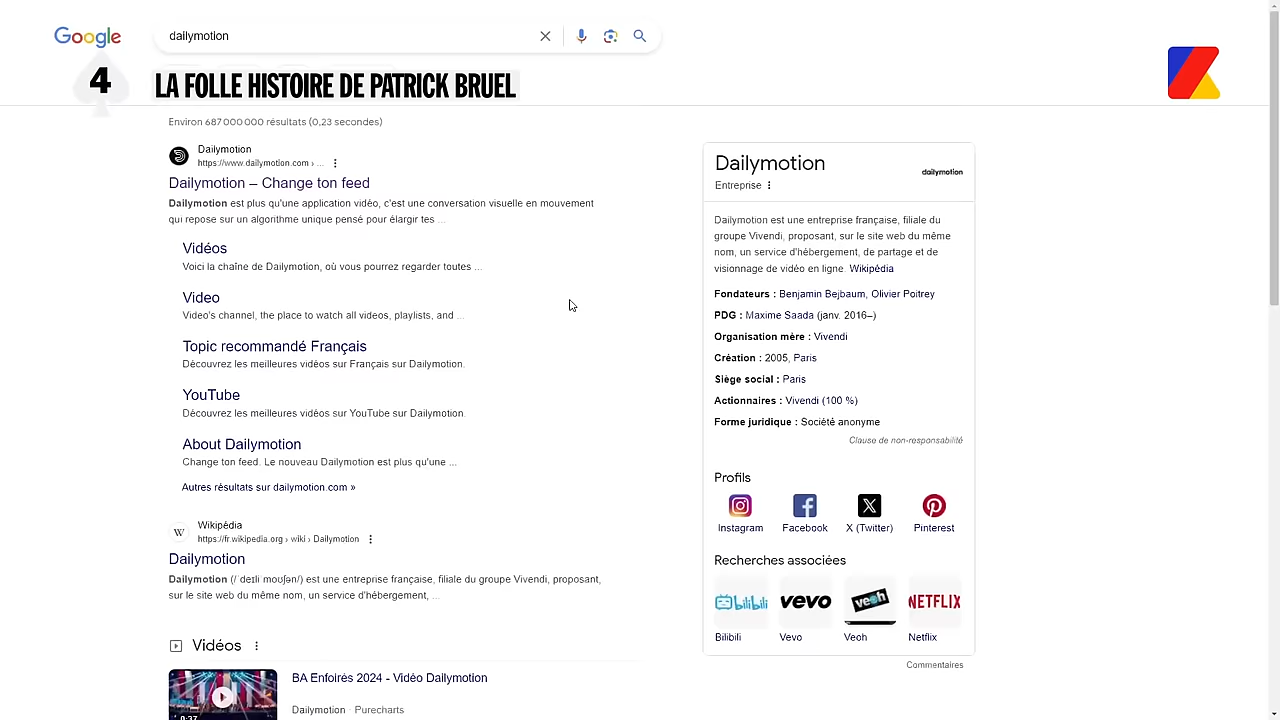 Google
dailymotion
4
LA FOLLE HISTOIRE DE PATRICK BRUEL
Environ 687 000 000 résultats (0,23 secondes)
Dailymotion
https://www.dailymotion.com › ...
Dailymotion – Change ton feed
Dailymotion est plus qu'une application vidéo, c'est une conversation visuelle en mouvement
qui repose sur un algorithme unique pensé pour élargir tes ...
Vidéos
Voici la chaîne de Dailymotion, où vous pourrez regarder toutes ...
Video
Video's channel, the place to watch all videos, playlists, and ...
Topic recommandé Français
Découvrez les meilleures vidéos sur Français sur Dailymotion.
YouTube
Découvrez les meilleures vidéos sur YouTube sur Dailymotion.
About Dailymotion
Change ton feed. Le nouveau Dailymotion est plus qu'une ...
Autres résultats sur dailymotion.com »
W
Wikipédia
https://fr.wikipedia.org › wiki › Dailymotion
Dailymotion
Dailymotion (/ˈdeɪli moʊʃən/) est une entreprise française, filiale du groupe Vivendi, proposant,
sur le site web du même nom, un service d'hébergement, ...
Vidéos
BA Enfoirés 2024 - Vidéo Dailymotion
Dailymotion · Purecharts
0:37
Dailymotion
dailymotion
Entreprise
Dailymotion est une entreprise française, filiale du
groupe Vivendi, proposant, sur le site web du même
nom, un service d'hébergement, de partage et de
visionnage de vidéo en ligne. Wikipédia
Fondateurs : Benjamin Bejbaum, Olivier Poitrey
PDG : Maxime Saada (janv. 2016–)
Organisation mère : Vivendi
Création : 2005, Paris
Siège social : Paris
Actionnaires : Vivendi (100 %)
Forme juridique : Société anonyme
Clause de non-responsabilité
Profils
Instagram Facebook X (Twitter) Pinterest
Recherches associées
bilibili vevo veoh NETFLIX
Bilibili Vevo Veoh Netflix
Commentaires